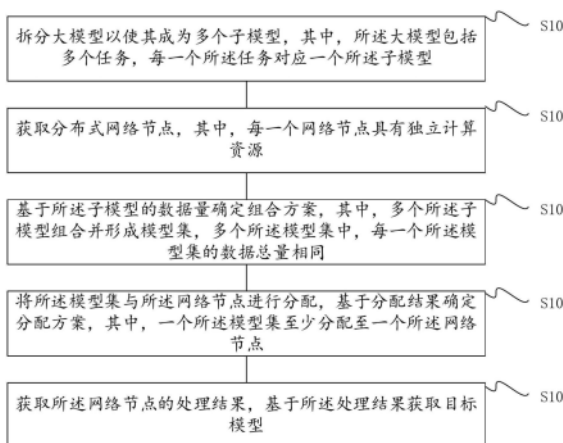 拆分大模型以使其成为多个子模型，其中，所述大模型包括
多个任务，每一个所述任务对应一个所述子模型
S10
获取分布式网络节点，其中，每一个网络节点具有独立计算
资源
S10
基于所述子模型的数据量确定组合方案，其中，多个所述子
模型组合并形成模型集，多个所述模型集中，每一个所述模
型集的数据总量相同
S10
将所述模型集与所述网络节点进行分配，基于分配结果确定
分配方案，其中，一个所述模型集至少分配至一个所述网络
节点
S10
获取所述网络节点的处理结果，基于所述处理结果获取目标
模型
S10